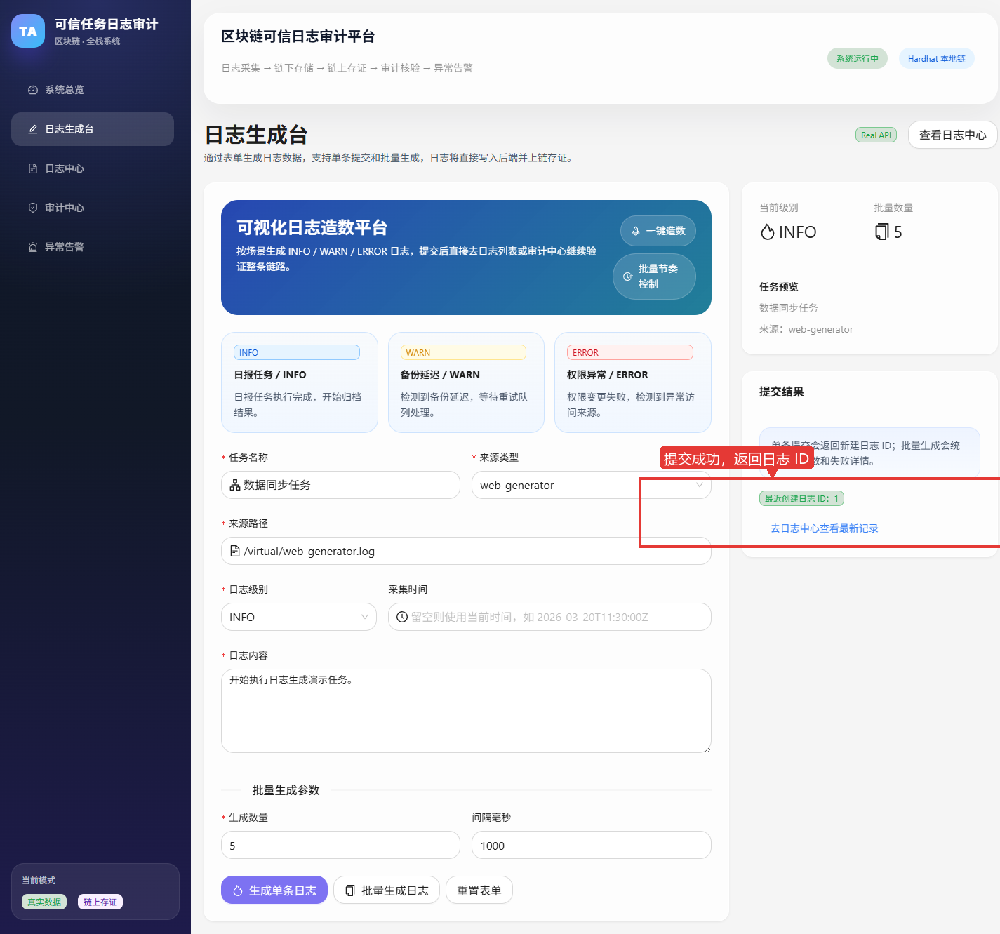 TA
可信任务日志审计
区块链 · 全栈系统
系统总览
日志生成台
日志中心
审计中心
异常告警
当前模式
真实数据
链上存证
区块链可信日志审计平台
日志采集 → 链下存储 → 链上存证 → 审计核验 → 异常告警
系统运行中
Hardhat 本地链
日志生成台
通过表单生成日志数据，支持单条提交和批量生成，日志将直接写入后端并上链存证。
Real API
查看日志中心
可视化日志造数平台
按场景生成 INFO / WARN / ERROR 日志，提交后直接去日志列表或审计中心继续验
证整条链路。
一键造数
批量节奏
控制
INFO
日报任务 / INFO
日报任务执行完成，开始归档
结果。
WARN
备份延迟 / WARN
检测到备份延迟，等待重试队
列处理。
ERROR
权限异常 / ERROR
权限变更失败，检测到异常访
问来源。
* 任务名称
数据同步任务
* 来源类型
web-generator
* 来源路径
/virtual/web-generator.log
* 日志级别
INFO
采集时间
留空则使用当前时间，如 2026-03-20T11:30:00Z
* 日志内容
开始执行日志生成演示任务。
批量生成参数
* 生成数量
5
间隔毫秒
1000
生成单条日志
批量生成日志
重置表单
当前级别
INFO
批量数量
5
任务预览
数据同步任务
来源：web-generator
提交结果
单条提交会返回新建日志 ID；批量生成会统
数和失败详情。
提交成功，返回日志 ID
最近创建日志 ID：1
去日志中心查看最新记录